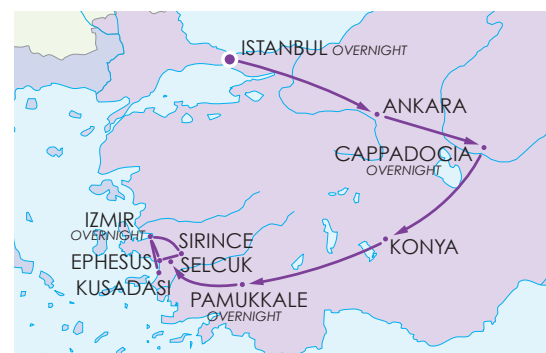 ISTANBUL OVERNIGHT
ANKARA
CAPPADOCIA
OVERNIGHT
IZMIR
OVERNIGHT
SIRINCE
KONYA
EPHESUS
SELCUK
KUSADASI
PAMUKKALE
OVERNIGHT